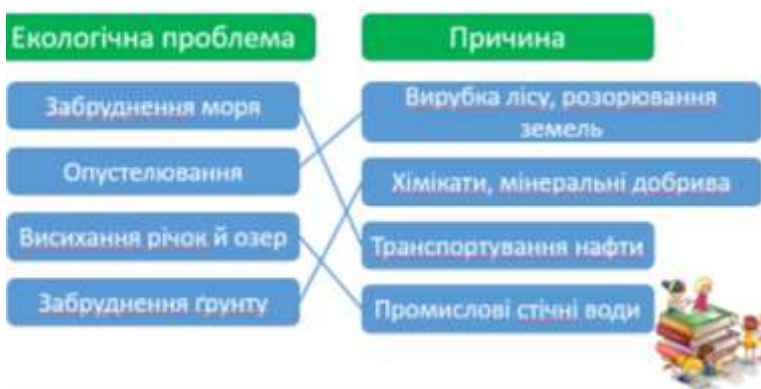 Екологічна проблема
Причина
Забруднення моря
Вирубка лісу, розорювання
земель
Опустелювання
Хімікати, мінеральні добрива
Висихання річок й озер
Транспортування нафти
Забруднення ґрунту
Промислові стічні води